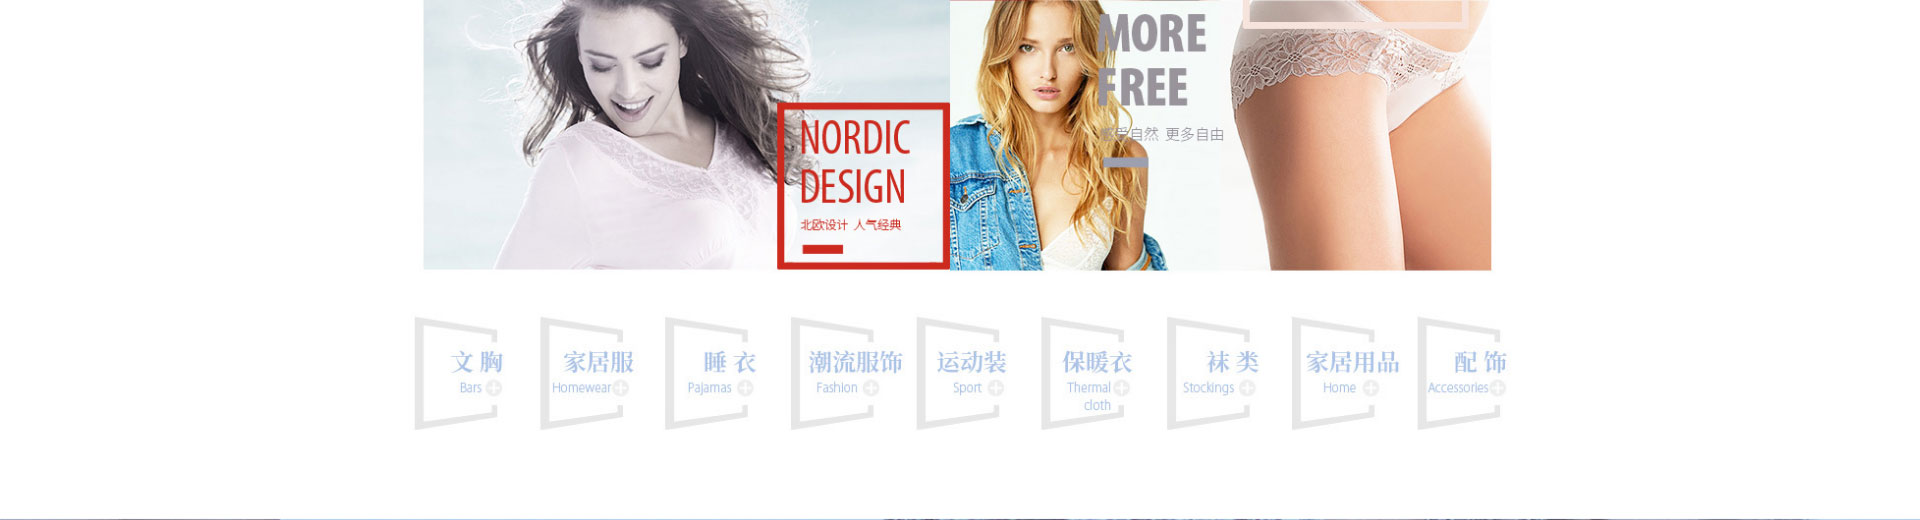 NORDIC
DESIGN
北欧设计 人气经典
MORE
FREE
感受自然 更多自由
文 胸
Bars
家居服
Homewear
睡 衣
Pajamas
潮流服饰
Fashion
运动装
Sport
保暖衣
Thermal
cloth
袜 类
Stockings
家居用品
Home
配 饰
Accessories